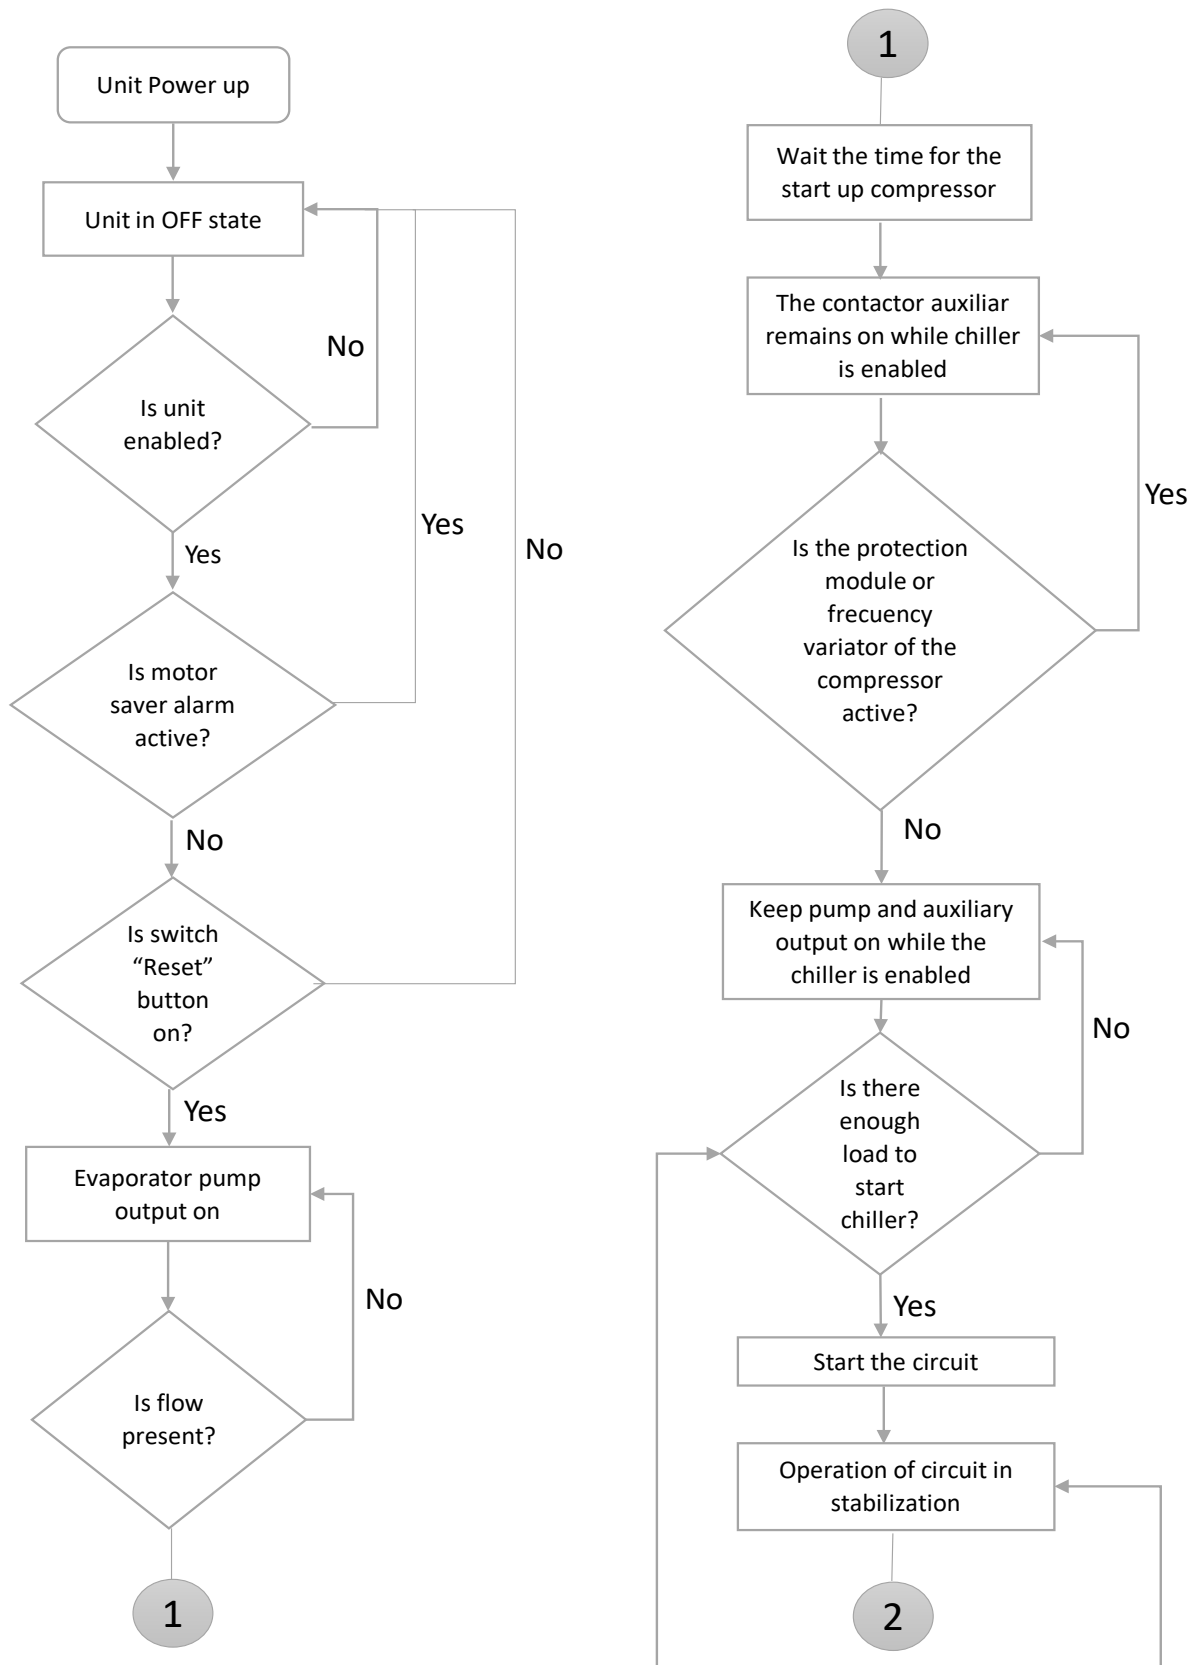 Unit Power up
Unit in OFF state
No
Is unit
enabled?
Yes
Yes
No
Is motor
saver alarm
active?
No
Is switch
“Reset”
button
on?
Yes
Evaporator pump
output on
No
Is flow
present?
1
1
Wait the time for the
start up compressor
The contactor auxiliar
remains on while chiller
is enabled
Yes
Is the protection
module or
frecuency
variator of the
compressor
active?
No
Keep pump and auxiliary
output on while the
chiller is enabled
No
Is there
enough
load to
start
chiller?
Yes
Start the circuit
Operation of circuit in
stabilization
2